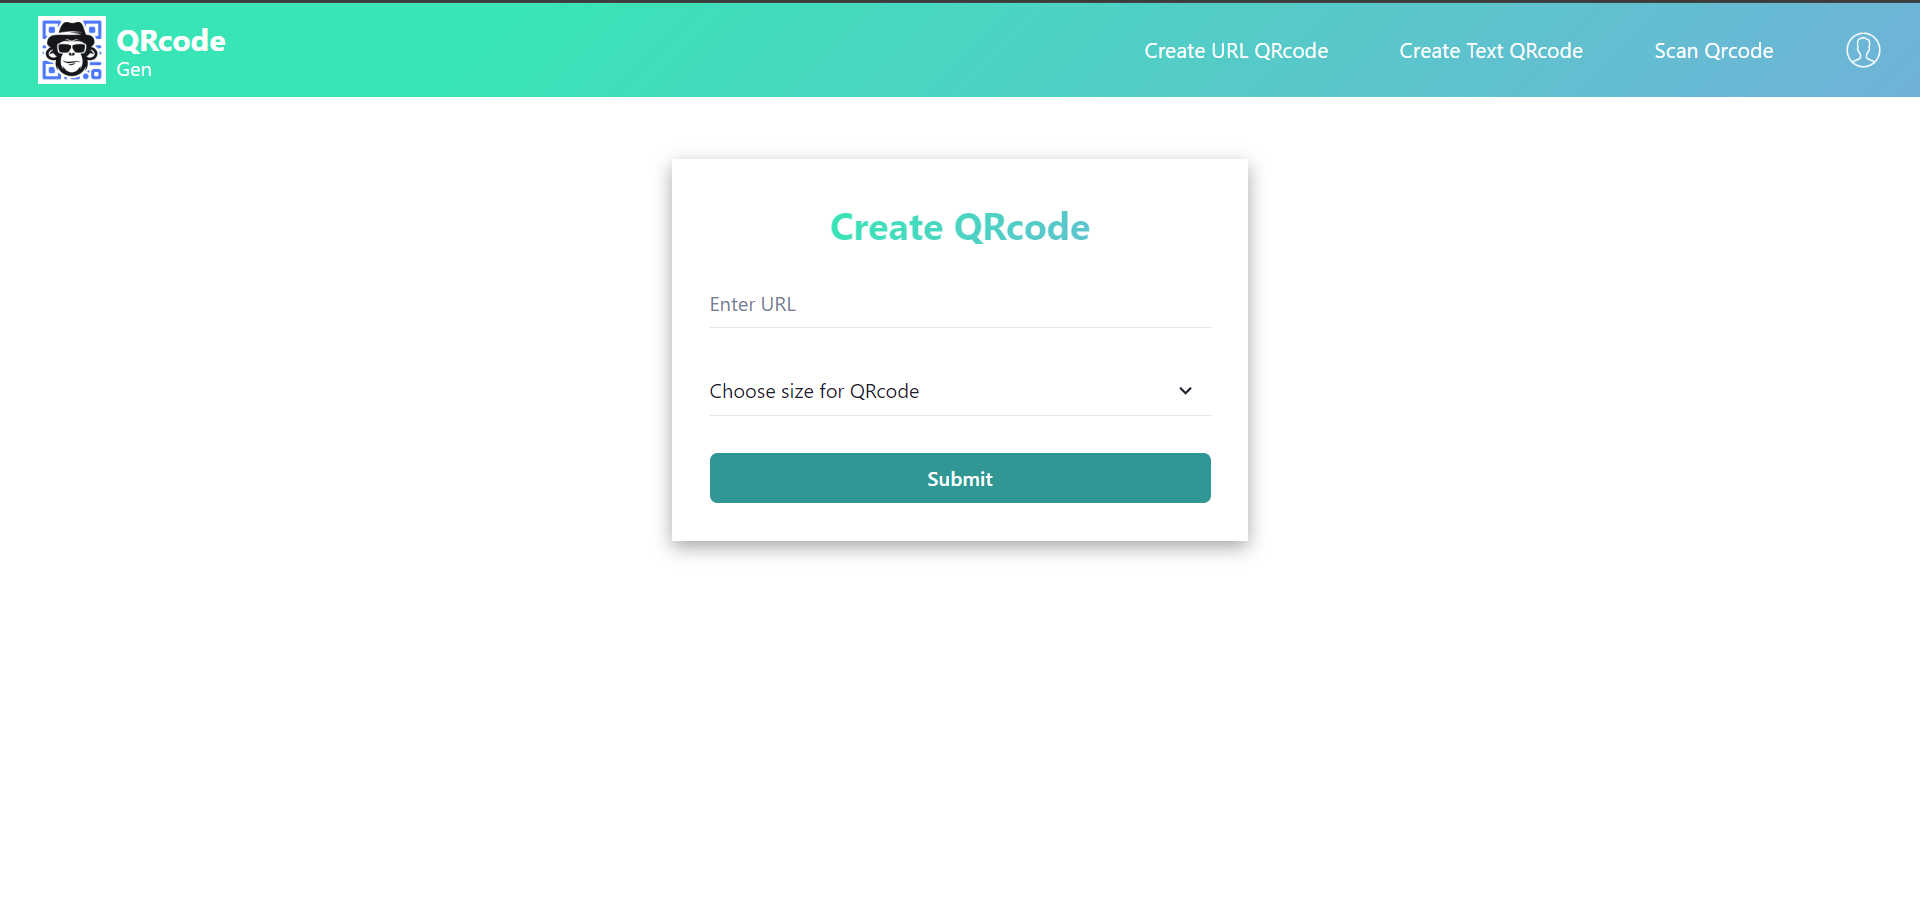 QRcode
Gen
Create URL QRcode
Create Text QRcode
Scan Qrcode
Create QRcode
Enter URL
Choose size for QRcode
Submit